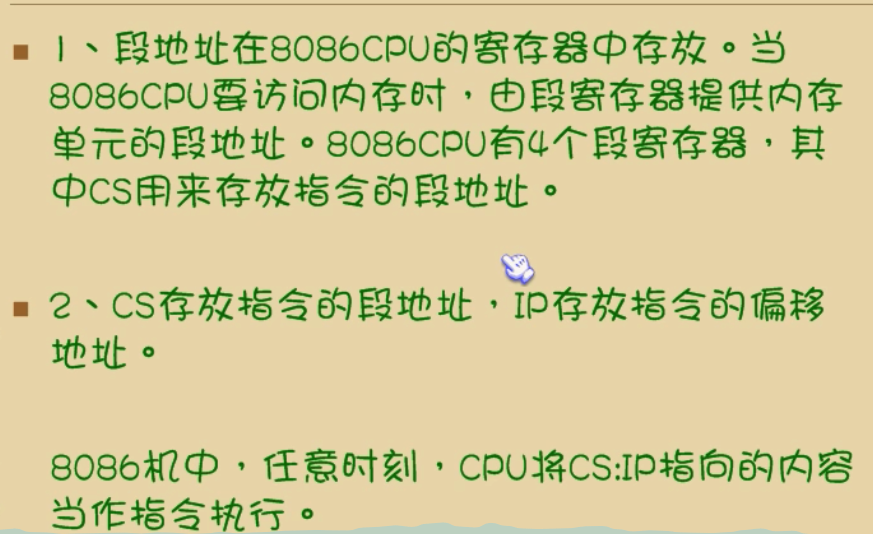 1、段地址在8086CPU的寄存器中存放。当
8086CPU要访问内存时，由段寄存器提供内存
单元的段地址。8086CPU有4个段寄存器，其
中CS用来存放指令的段地址。
2、CS存放指令的段地址，IP存放指令的偏移
地址。
8086机中，任意时刻，CPU将CS:IP指向的内容
当作指令执行。